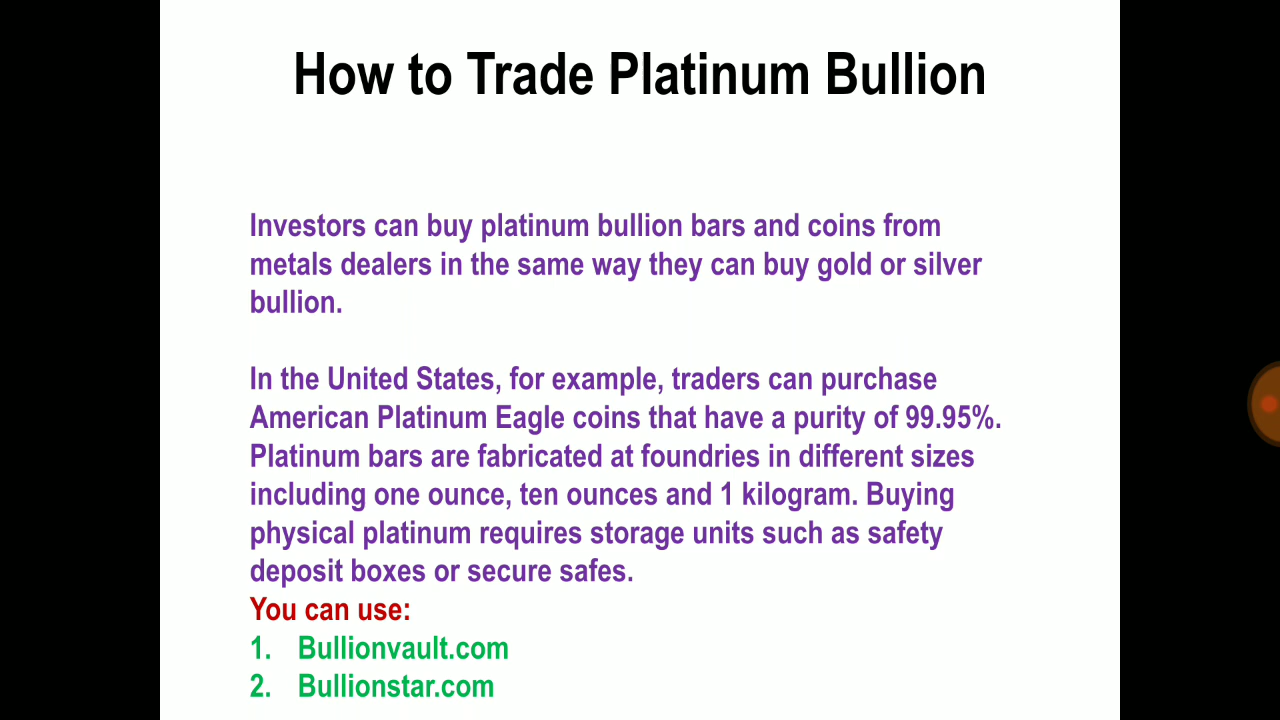 How to Trade Platinum Bullion
Investors can buy platinum bullion bars and coins from
metals dealers in the same way they can buy gold or silver
bullion.
In the United States, for example, traders can purchase
American Platinum Eagle coins that have a purity of 99.95%.
Platinum bars are fabricated at foundries in different sizes
including one ounce, ten ounces and 1 kilogram. Buying
physical platinum requires storage units such as safety
deposit boxes or secure safes.
You can use:
1. Bullionvault.com
2. Bullionstar.com